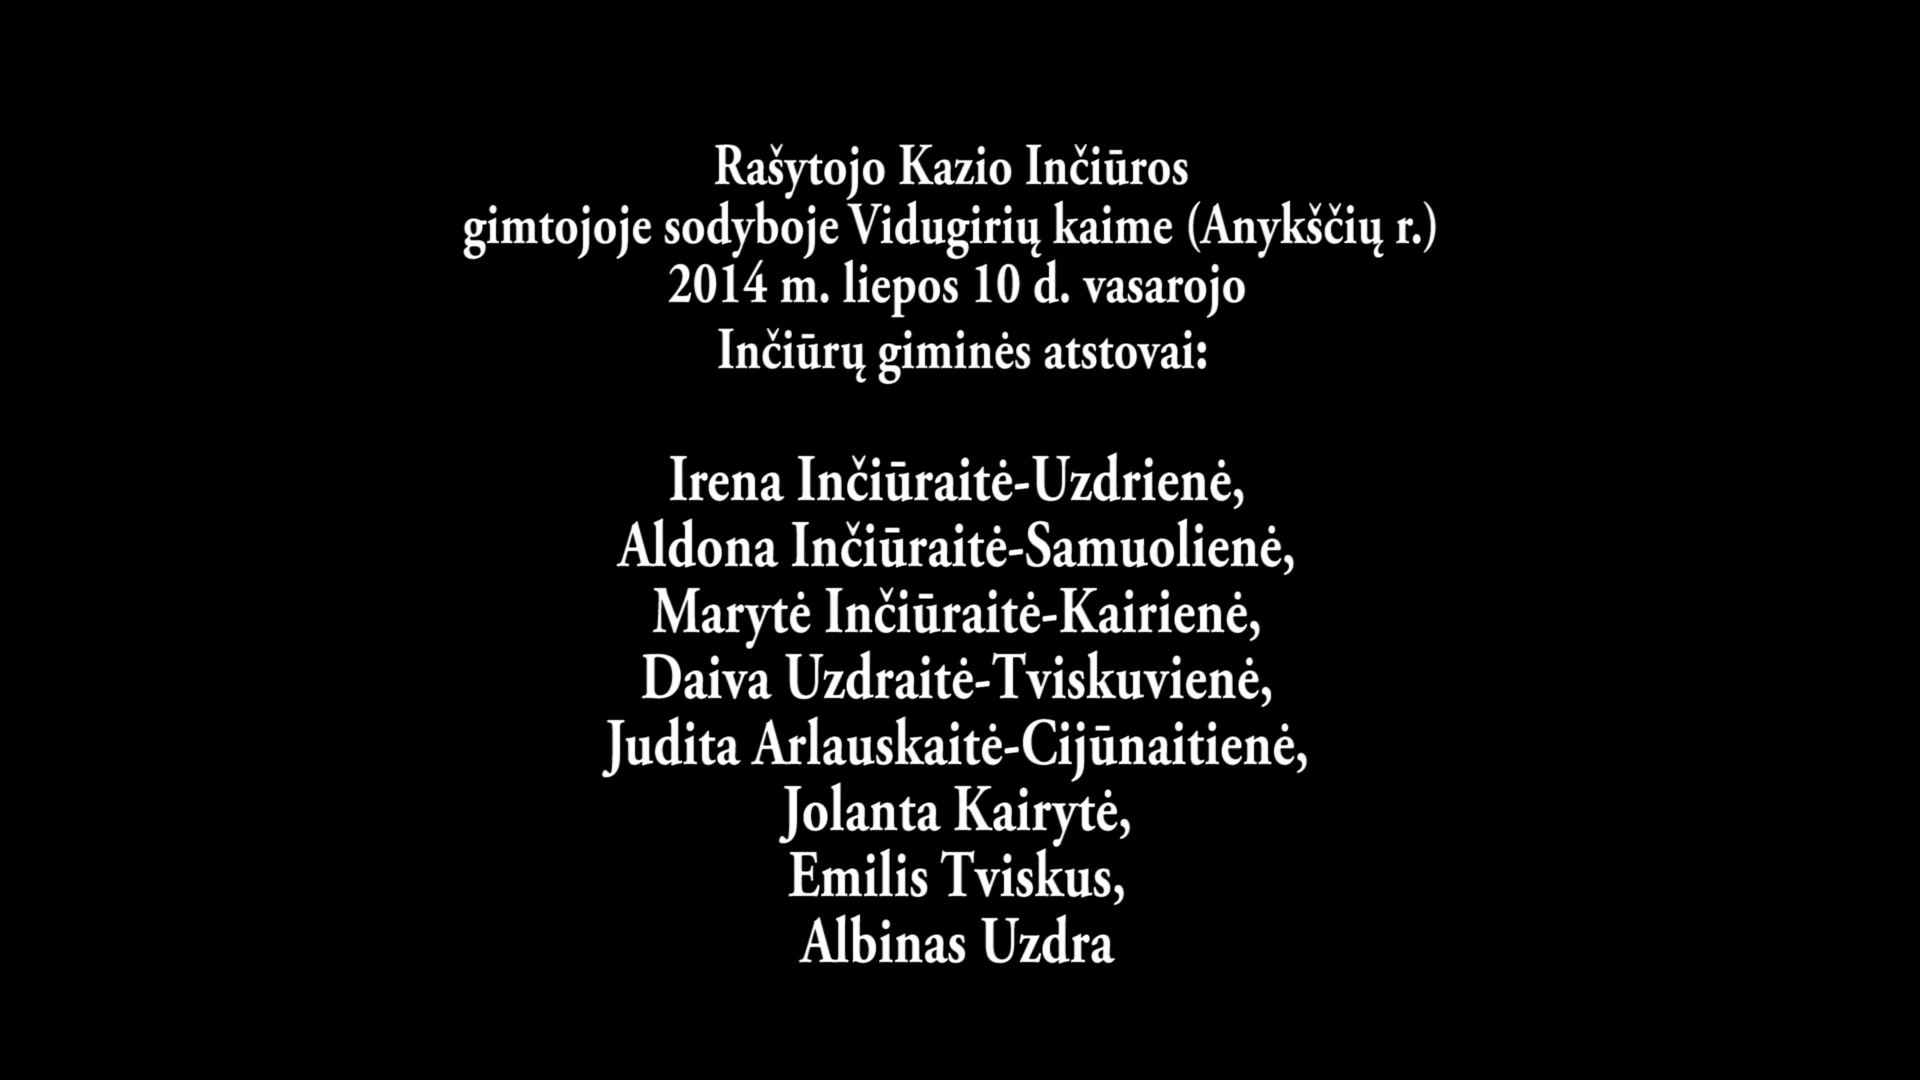 Rašytojo Kazio Inčiūros
gimtojoje sodyboje Vidugirių kaime (Anykščių r.)
2014 m. liepos 10 d. vasarojo
Inčiūrų giminės atstovai:
Irena Inčiūraitė-Uzdrienė,
Aldona Inčiūraitė-Samuolienė,
Marytė Inčiūraitė-Kairienė,
Daiva Uzdraitė-Tviskuvienė,
Judita Arlauskaitė-Cijūnaitienė,
Jolanta Kairytė,
Emilis Tviskus,
Albinas Uzdra